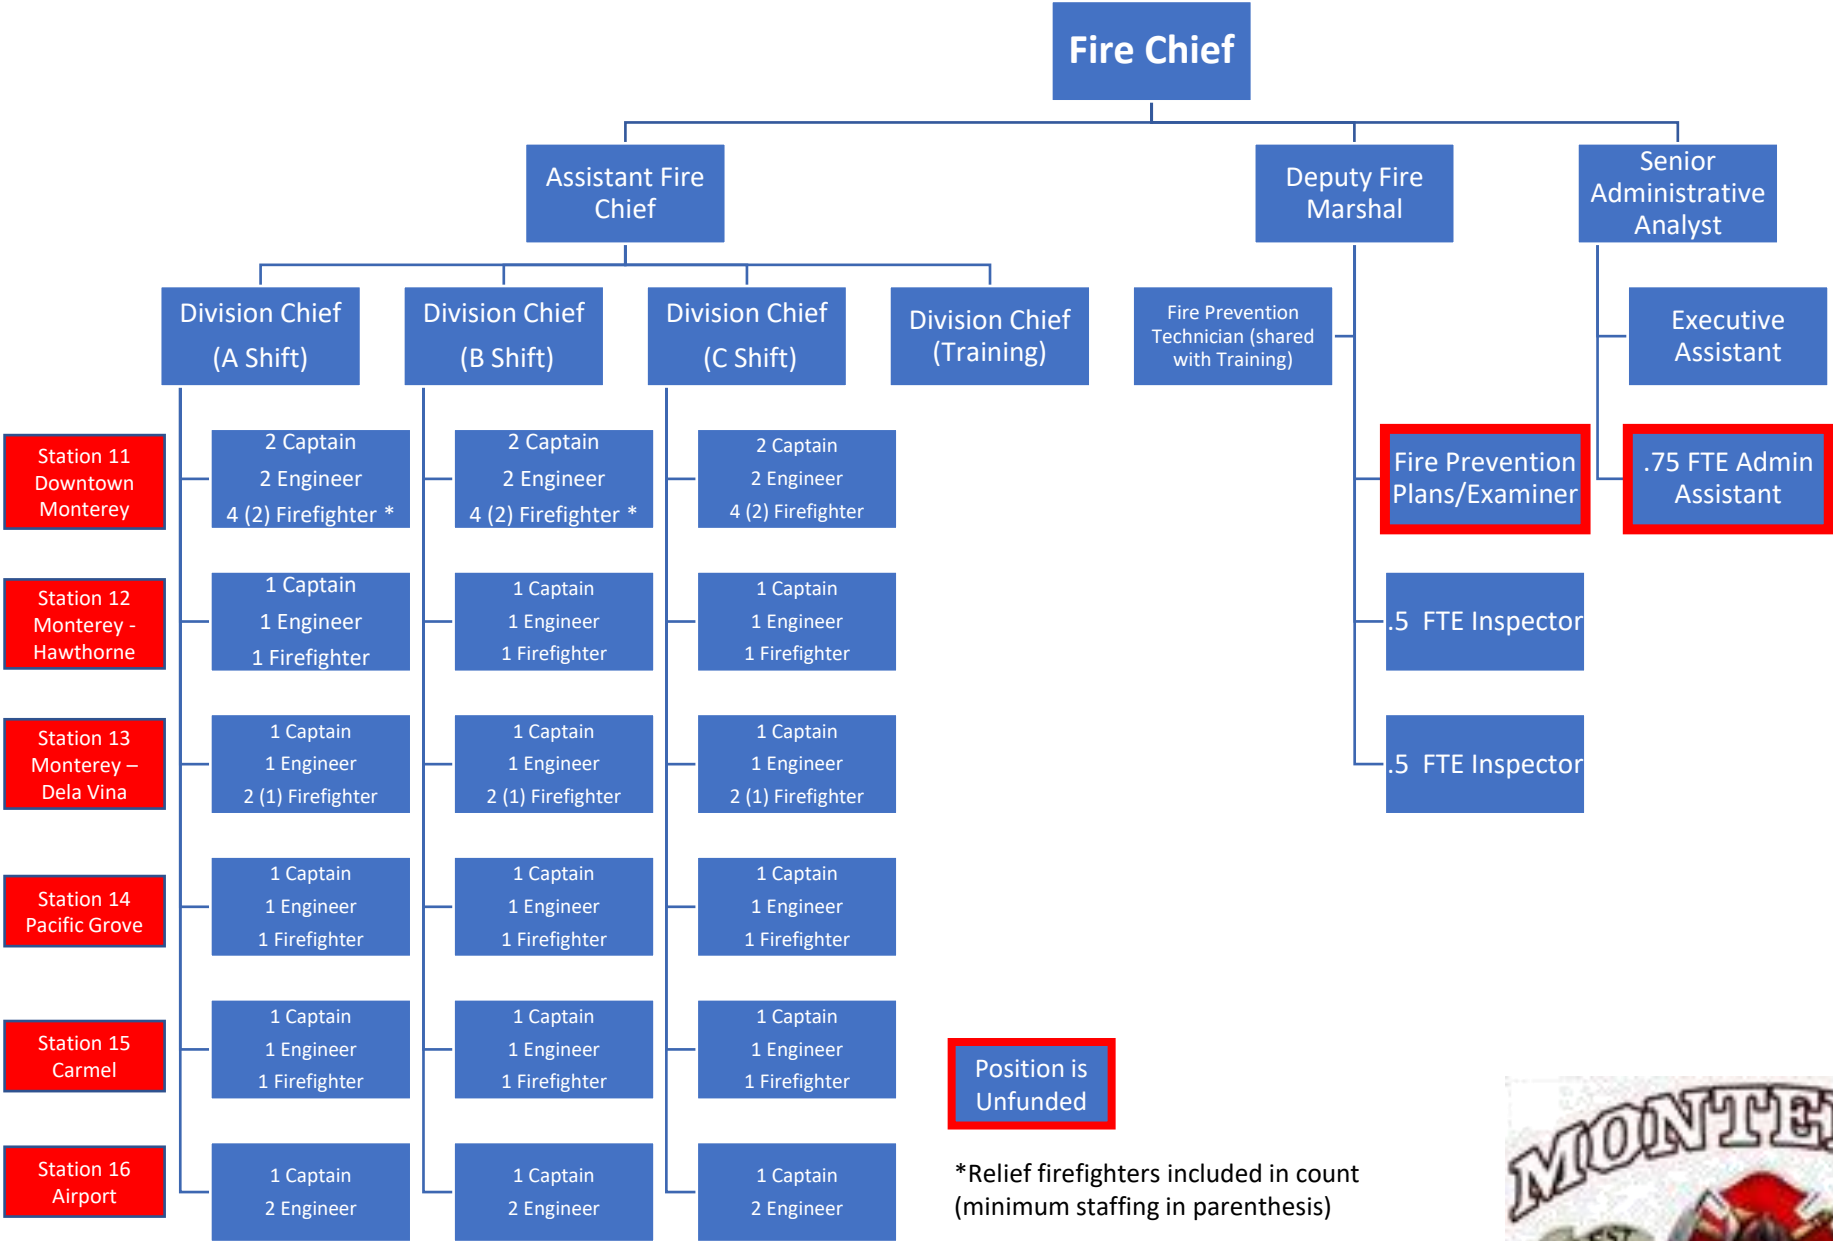 Fire Chief
Assistant Fire
Chief
Deputy Fire
Marshal
Senior
Administrative
Analyst
Division Chief
(A Shift)
Division Chief
(B Shift)
Division Chief
(C Shift)
Division Chief
(Training)
Fire Prevention
Technician (shared
with Training)
Executive
Assistant
Station 11
Downtown
Monterey
2 Captain
2 Engineer
4 (2) Firefighter *
2 Captain
2 Engineer
4 (2) Firefighter *
2 Captain
2 Engineer
4 (2) Firefighter
Fire Prevention
Plans/Examiner
.75 FTE Admin
Assistant
Station 12
Monterey -
Hawthorne
1 Captain
1 Engineer
1 Firefighter
1 Captain
1 Engineer
1 Firefighter
1 Captain
1 Engineer
1 Firefighter
.5  FTE Inspector
Station 13
Monterey –
Dela Vina
1 Captain
1 Engineer
2 (1) Firefighter
1 Captain
1 Engineer
2 (1) Firefighter
1 Captain
1 Engineer
2 (1) Firefighter
.5  FTE Inspector
Station 14
Pacific Grove
1 Captain
1 Engineer
1 Firefighter
1 Captain
1 Engineer
1 Firefighter
1 Captain
1 Engineer
1 Firefighter
Station 15
Carmel
1 Captain
1 Engineer
1 Firefighter
1 Captain
1 Engineer
1 Firefighter
1 Captain
1 Engineer
1 Firefighter
Position is
Unfunded
Station 16
Airport
1 Captain
2 Engineer
1 Captain
2 Engineer
1 Captain
2 Engineer
*Relief firefighters included in count
(minimum staffing in parenthesis)
MONTE
EST